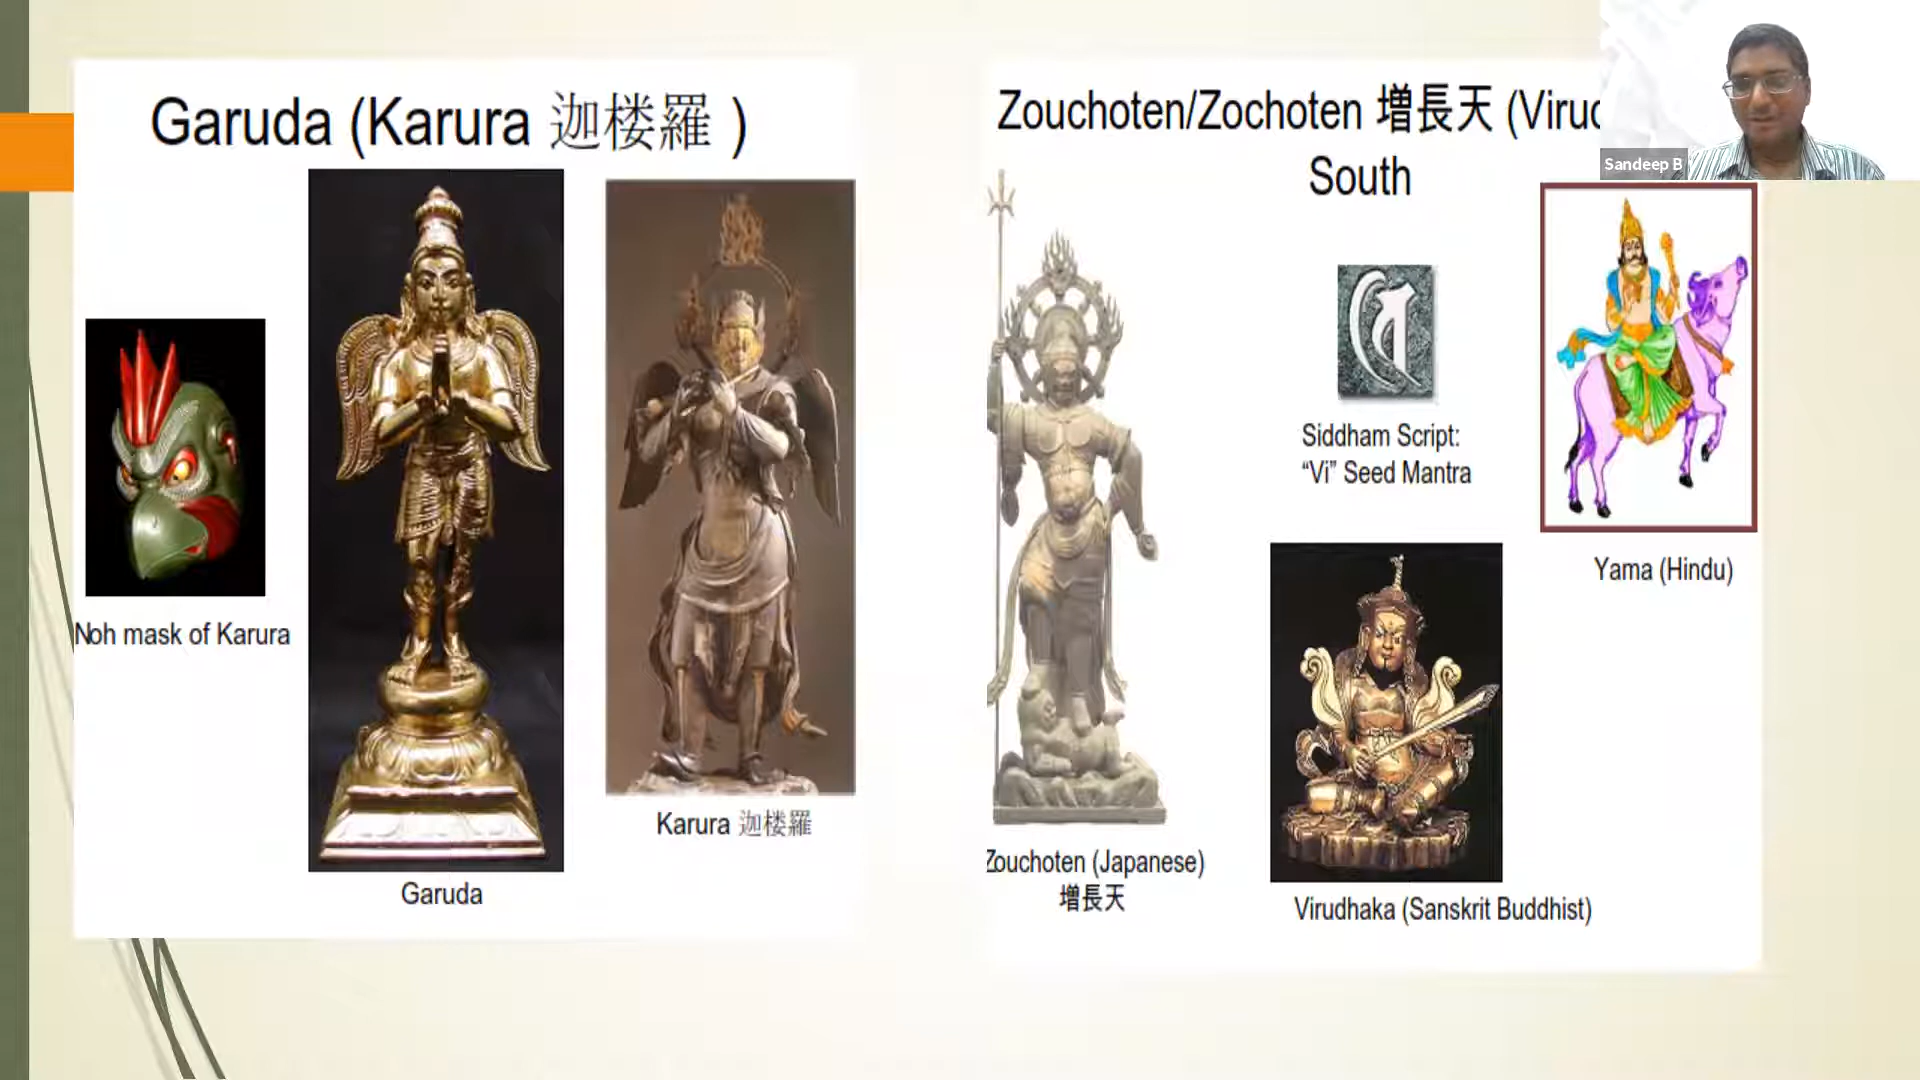 Garuda (Karura 迦楼羅 )
Noh mask of Karura
Garuda
Karura 迦楼羅
Zouchoten/Zochoten 増長天 (Viruc
South
Sandeep B
Siddham Script:
“Vi” Seed Mantra
Yama (Hindu)
Zouchoten (Japanese)
増長天
Virudhaka (Sanskrit Buddhist)